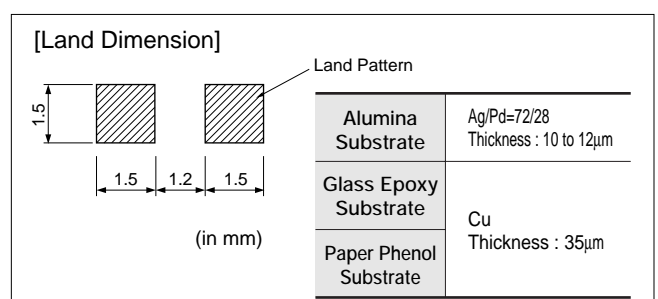 [Land Dimension]
Land Pattern
1.5
1.5
1.2
1.5
(in mm)
Alumina
Substrate
Ag/Pd=72/28
Thickness : 10 to 12μm
Glass Epoxy
Substrate
Paper Phenol
Substrate
Cu
Thickness : 35μm